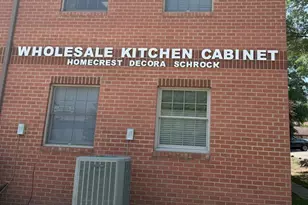 WHOLESALE KITCHEN CABINET
HOMECREST DECORA SCHROCK